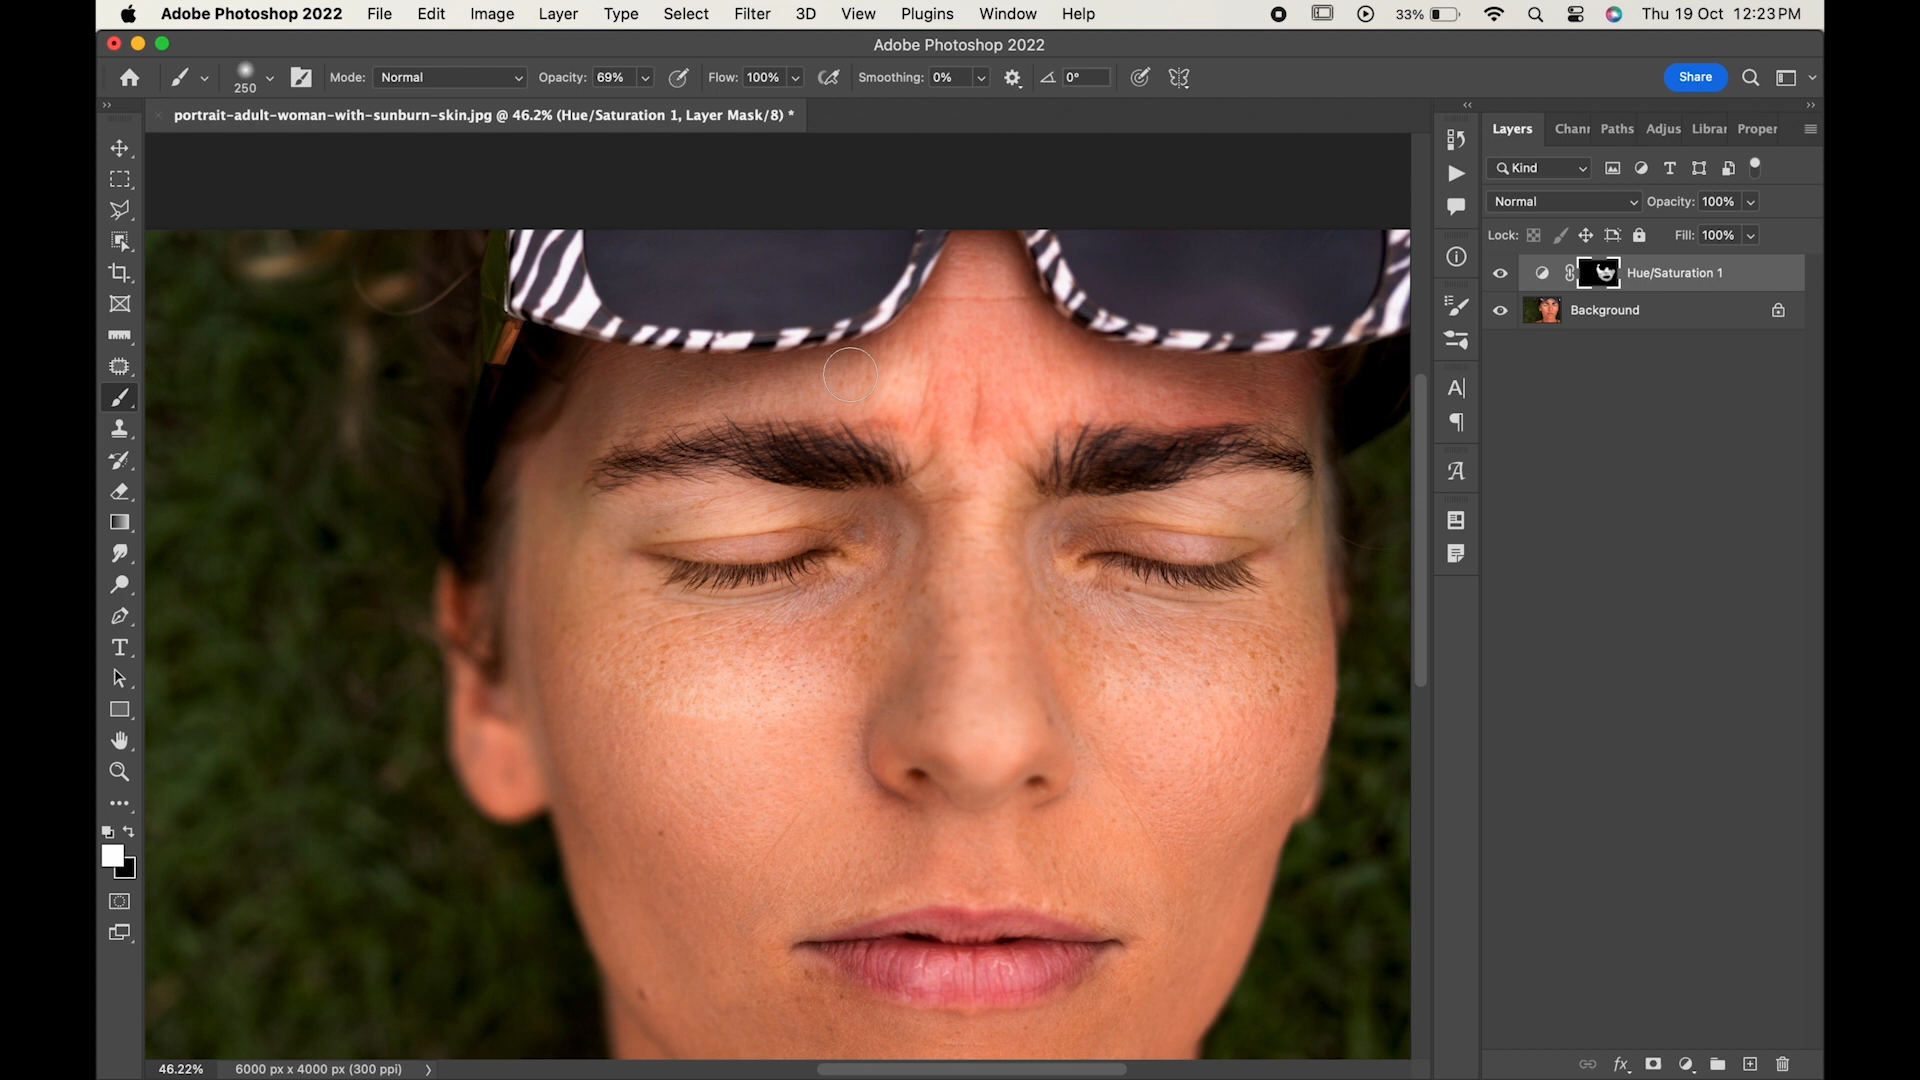 Adobe Photoshop 2022 File Edit Image Layer Type Select Filter 3D View Plugins Window Help 33% Thu 19 Oct 12:23 PM
Adobe Photoshop 2022
250 Mode: Normal Opacity: 69% Flow: 100% Smoothing: 0% 0° Share
portrait-adult-woman-with-sunburn-skin.jpg @ 46.2% (Hue/Saturation 1, Layer Mask/8) *
Layers Chann Paths Adjus Librar Proper
Kind
Normal Opacity: 100%
Lock: Fill: 100%
Hue/Saturation 1
Background
46.22% 6000 px x 4000 px (300 ppi)